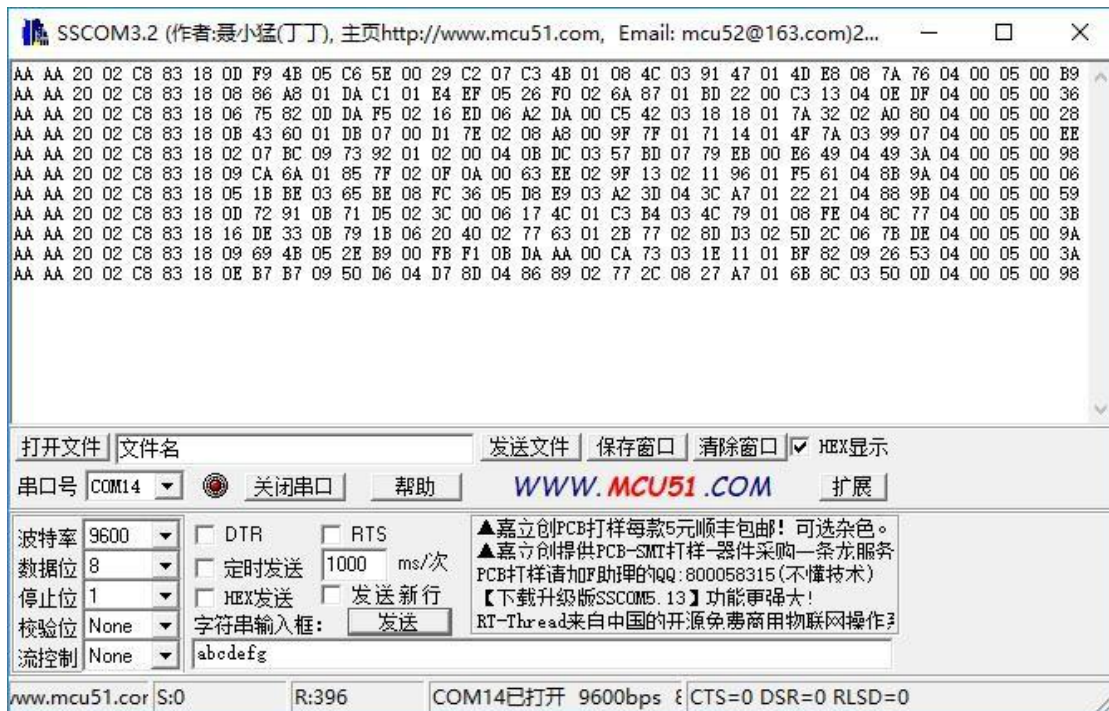 SSCOM3.2 (作者:聂小猛(丁丁), 主页http://www.mcu51.com, Email: mcu52@163.com)2...
AA AA 20 02 C8 83 18 0D F9 4B 05 C6 5E 00 29 C2 07 C3 4B 01 08 4C 03 91 47 01 4D E8 08 7A 76 04 00 05 00 B9
AA AA 20 02 C8 83 18 08 86 A8 01 DA C1 01 E4 EF 05 26 F0 02 6A 87 01 BD 22 00 C3 13 04 0E DF 04 00 05 00 36
AA AA 20 02 C8 83 18 06 75 82 0D DA F5 02 16 ED 06 A2 DA 00 C5 42 03 18 18 01 7A 32 02 A0 80 04 00 05 00 28
AA AA 20 02 C8 83 18 0B 43 60 01 DB 07 00 D1 7E 02 08 A8 00 9F 7F 01 71 14 01 4F 7A 03 99 07 04 00 05 00 EE
AA AA 20 02 C8 83 18 02 07 BC 09 73 92 01 02 00 04 0B DC 03 57 BD 07 79 EB 00 E6 49 04 49 3A 04 00 05 00 98
AA AA 20 02 C8 83 18 09 CA 6A 01 85 7F 02 0F 0A 00 63 EE 02 9F 13 02 11 96 01 F5 61 04 8B 9A 04 00 05 00 06
AA AA 20 02 C8 83 18 05 1B BE 03 65 BE 08 FC 36 05 D8 E9 03 A2 3D 04 3C A7 01 22 21 04 88 9B 04 00 05 00 59
AA AA 20 02 C8 83 18 0D 72 91 0B 71 D5 02 3C 00 06 17 4C 01 C3 B4 03 4C 79 01 08 FE 04 8C 77 04 00 05 00 3B
AA AA 20 02 C8 83 18 16 DE 33 0B 79 1B 06 20 40 02 77 63 01 2B 77 02 8D D3 02 5D 2C 06 7B DE 04 00 05 00 9A
AA AA 20 02 C8 83 18 09 69 4B 05 2E B9 00 FB F1 0B DA AA 00 CA 73 03 1E 11 01 BF 82 09 26 53 04 00 05 00 3A
AA AA 20 02 C8 83 18 0E B7 B7 09 50 D6 04 D7 8D 04 86 89 02 77 2C 08 27 A7 01 6B 8C 03 50 0D 04 00 05 00 98
打开文件 文件名 发送文件 保存窗口 清除窗口 HEX显示
串口号 COM14 关闭串口 帮助 WWW.MCU51.COM 扩展
波特率 9600 DTR RTS
数据位 8 定时发送 1000 ms/次
停止位 1 HEX发送 发送新行
校验位 None 字符串输入框: 发送
流控制 None abcdefg
▲嘉立创PCB打样每款5元顺丰包邮! 可选杂色。
▲嘉立创提供PCB-SMT打样-器件采购一条龙服务
PCB打样请加F助理的QQ:800058315(不懂技术)
【下载升级版SSCOM5.13】功能更强大!
RT-Thread来自中国的开源免费商用物联网操作
www.mcu51.cor S:0 R:396 COM14已打开 9600bps 8 CTS=0 DSR=0 RLSD=0